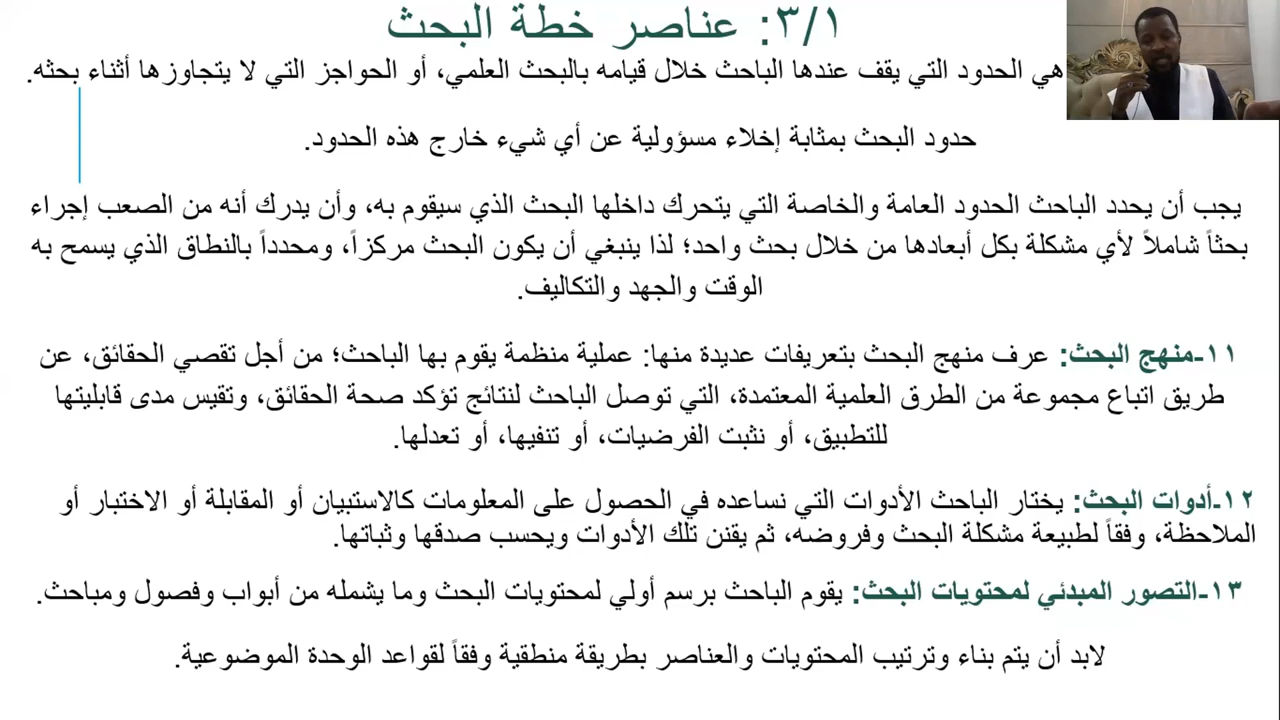 ٣/١: عناصر خطة البحث
هي الحدود التي يقف عندها الباحث خلال قيامه بالبحث العلمي، أو الحواجز التي لا يتجاوزها أثناء بحثه.
حدود البحث بمثابة إخلاء مسؤولية عن أي شيء خارج هذه الحدود.
يجب أن يحدد الباحث الحدود العامة والخاصة التي يتحرك داخلها البحث الذي سيقوم به، وأن يدرك أنه من الصعب إجراء
بحثاً شاملاً لأي مشكلة بكل أبعادها من خلال بحث واحد؛ لذا ينبغي أن يكون البحث مركزاً، ومحدداً بالنطاق الذي يسمح به
الوقت والجهد والتكاليف.
١١-منهج البحث: عرف منهج البحث بتعريفات عديدة منها: عملية منظمة يقوم بها الباحث؛ من أجل تقصي الحقائق، عن
طريق اتباع مجموعة من الطرق العلمية المعتمدة، التي توصل الباحث لنتائج تؤكد صحة الحقائق، وتقيس مدى قابليتها
للتطبيق، أو نثبت الفرضيات، أو تنفيها، أو تعدلها.
١٢-أدوات البحث: يختار الباحث الأدوات التي نساعده في الحصول على المعلومات كالاستبيان أو المقابلة أو الاختبار أو
الملاحظة، وفقاً لطبيعة مشكلة البحث وفروضه، ثم يقنن تلك الأدوات ويحسب صدقها وثباتها.
١٣-التصور المبدئي لمحتويات البحث: يقوم الباحث برسم أولي لمحتويات البحث وما يشمله من أبواب وفصول ومباحث.
لابد أن يتم بناء وترتيب المحتويات والعناصر بطريقة منطقية وفقاً لقواعد الوحدة الموضوعية.